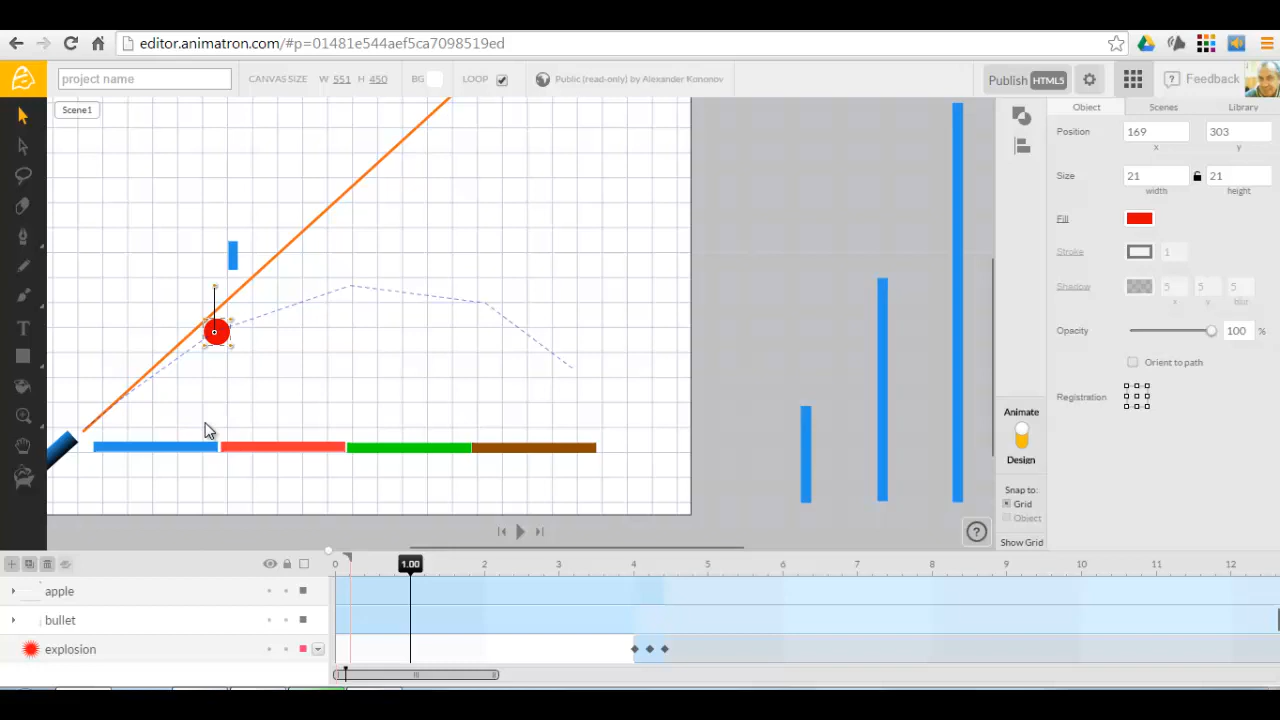 editor.animatron.com/#p=01481e544aef5ca7098519ed
project name
CANVAS SIZE W 551 H 450 BG LOOP Public (read-only) by Alexander Kononov Publish HTML5 Feedback
Scene1
Object Scenes Library
Position 169 303
x y
Size 21 21
width height
Fill
Stroke 1
Shadow 5 5 5
x y blur
Opacity 100 %
Orient to path
Registration
Animate
Design
Snap to:
Grid
Object
Show Grid
?
T
0 1.00 2 3 4 5 6 7 8 9 10 11 12
apple
bullet
explosion